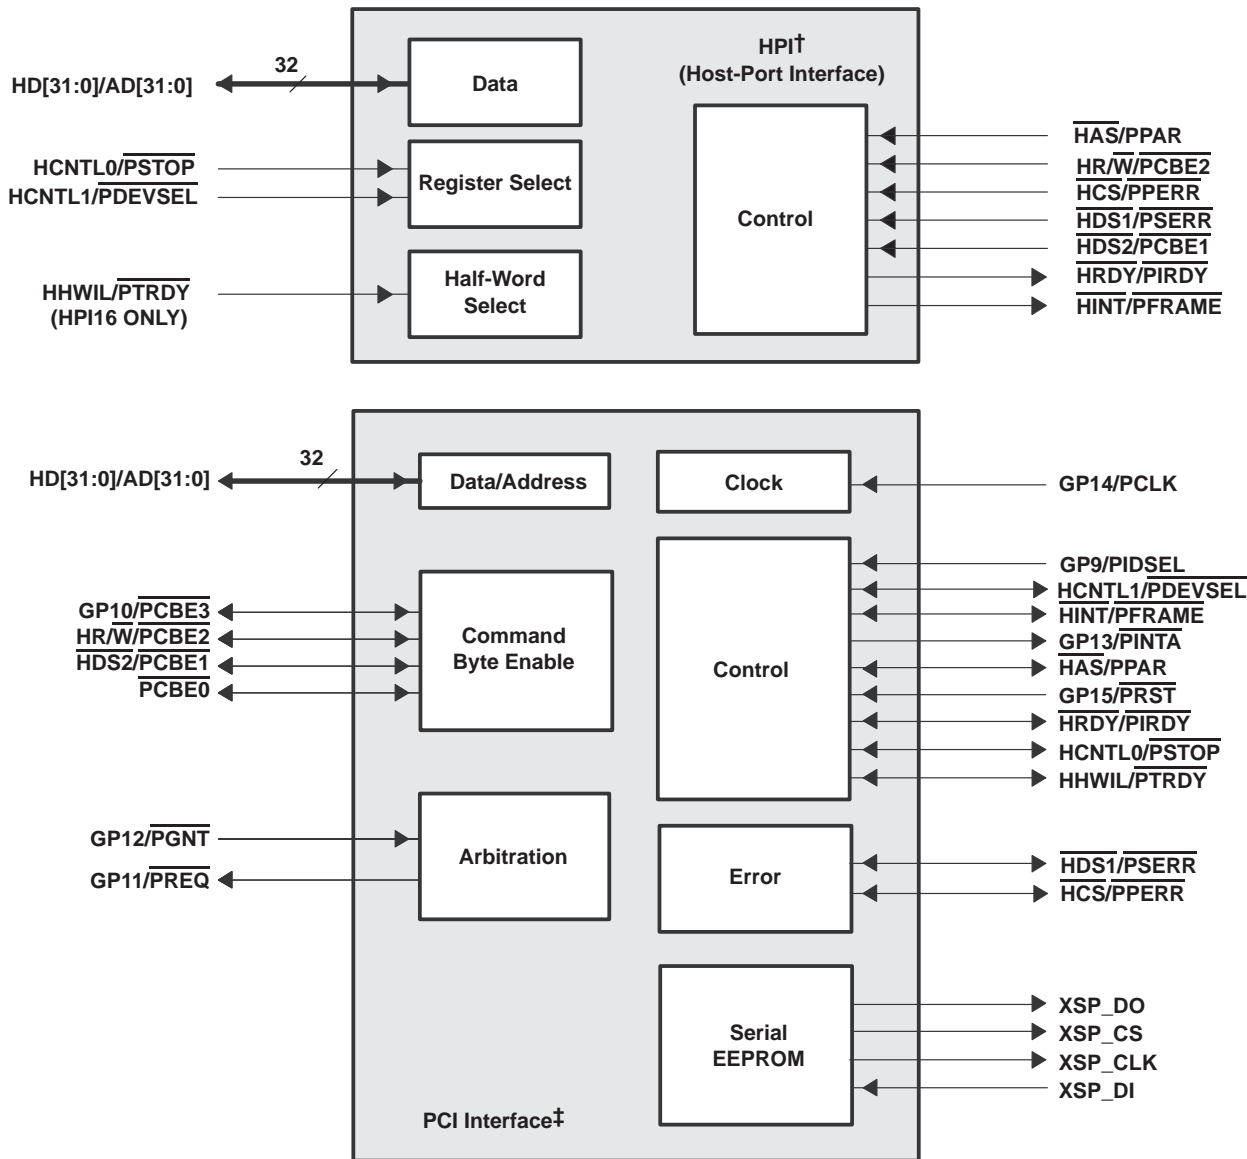 HPI†
(Host-Port Interface)
32
HD[31:0]/AD[31:0]
Data
HCNTL0/PSTOP
HCNTL1/PDEVSEL
Register Select
HHWIL/PTRDY
(HPI16 ONLY)
Half-Word
Select
Control
HAS/PPAR
HR/W/PCBE2
HCS/PPERR
HDS1/PSERR
HDS2/PCBE1
HRDY/PIRDY
HINT/PFRAME
32
HD[31:0]/AD[31:0]
Data/Address
Clock
GP14/PCLK
GP10/PCBE3
HR/W/PCBE2
HDS2/PCBE1
PCBE0
Command
Byte Enable
Control
GP9/PIDSEL
HCNTL1/PDEVSEL
HINT/PFRAME
GP13/PINTA
HAS/PPAR
GP15/PRST
HRDY/PIRDY
HCNTL0/PSTOP
HHWIL/PTRDY
GP12/PGNT
GP11/PREQ
Arbitration
Error
HDS1/PSERR
HCS/PPERR
Serial
EEPROM
XSP_DO
XSP_CS
XSP_CLK
XSP_DI
PCI Interface‡